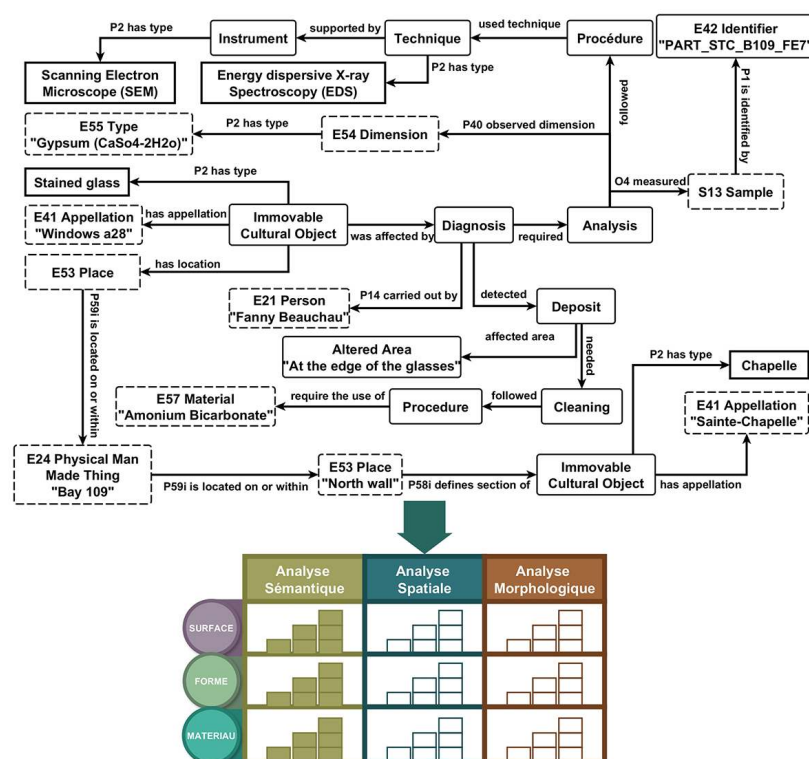 E42 Identifier
"PART_STC_B109_FE7"
P2 has type
Instrument
supported by
Technique
used technique
Procédure
Scanning Electron
Microscope (SEM)
Energy dispersive X-ray
Spectroscopy (EDS)
P2 has type
followed
P1 is identified by
E55 Type
"Gypsum (CaSo4-2H2o)"
P2 has type
E54 Dimension
P40 observed dimension
O4 measured
S13 Sample
Stained glass
P2 has type
E41 Appellation
"Windows a28"
has appellation
Immovable
Cultural Object
was affected by
Diagnosis
required
Analysis
E53 Place
has location
P59i is located on or within
E21 Person
"Fanny Beauchau"
P14 carried out by
detected
Deposit
Altered Area
"At the edge of the glasses"
affected area
needed
E57 Material
"Amonium Bicarbonate"
require the use of
Procedure
followed
Cleaning
P2 has type
Chapelle
E41 Appellation
"Sainte-Chapelle"
E24 Physical Man
Made Thing
"Bay 109"
P59i is located on or within
E53 Place
"North wall"
P58i defines section of
Immovable
Cultural Object
has appellation
Analyse
Sémantique
Analyse
Spatiale
Analyse
Morphologique
SURFACE
FORME
MATERIAU